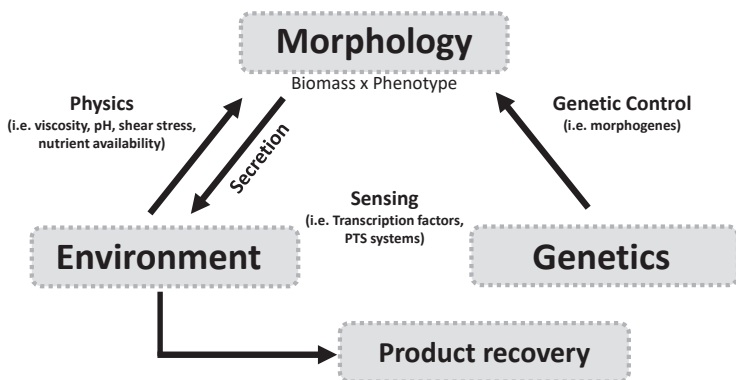 Morphology
Biomass x Phenotype
Physics
(i.e. viscosity, pH, shear stress,
nutrient availability)
Secretion
Genetic Control
(i.e. morphogenes)
Sensing
(i.e. Transcription factors,
PTS systems)
Environment
Genetics
Product recovery